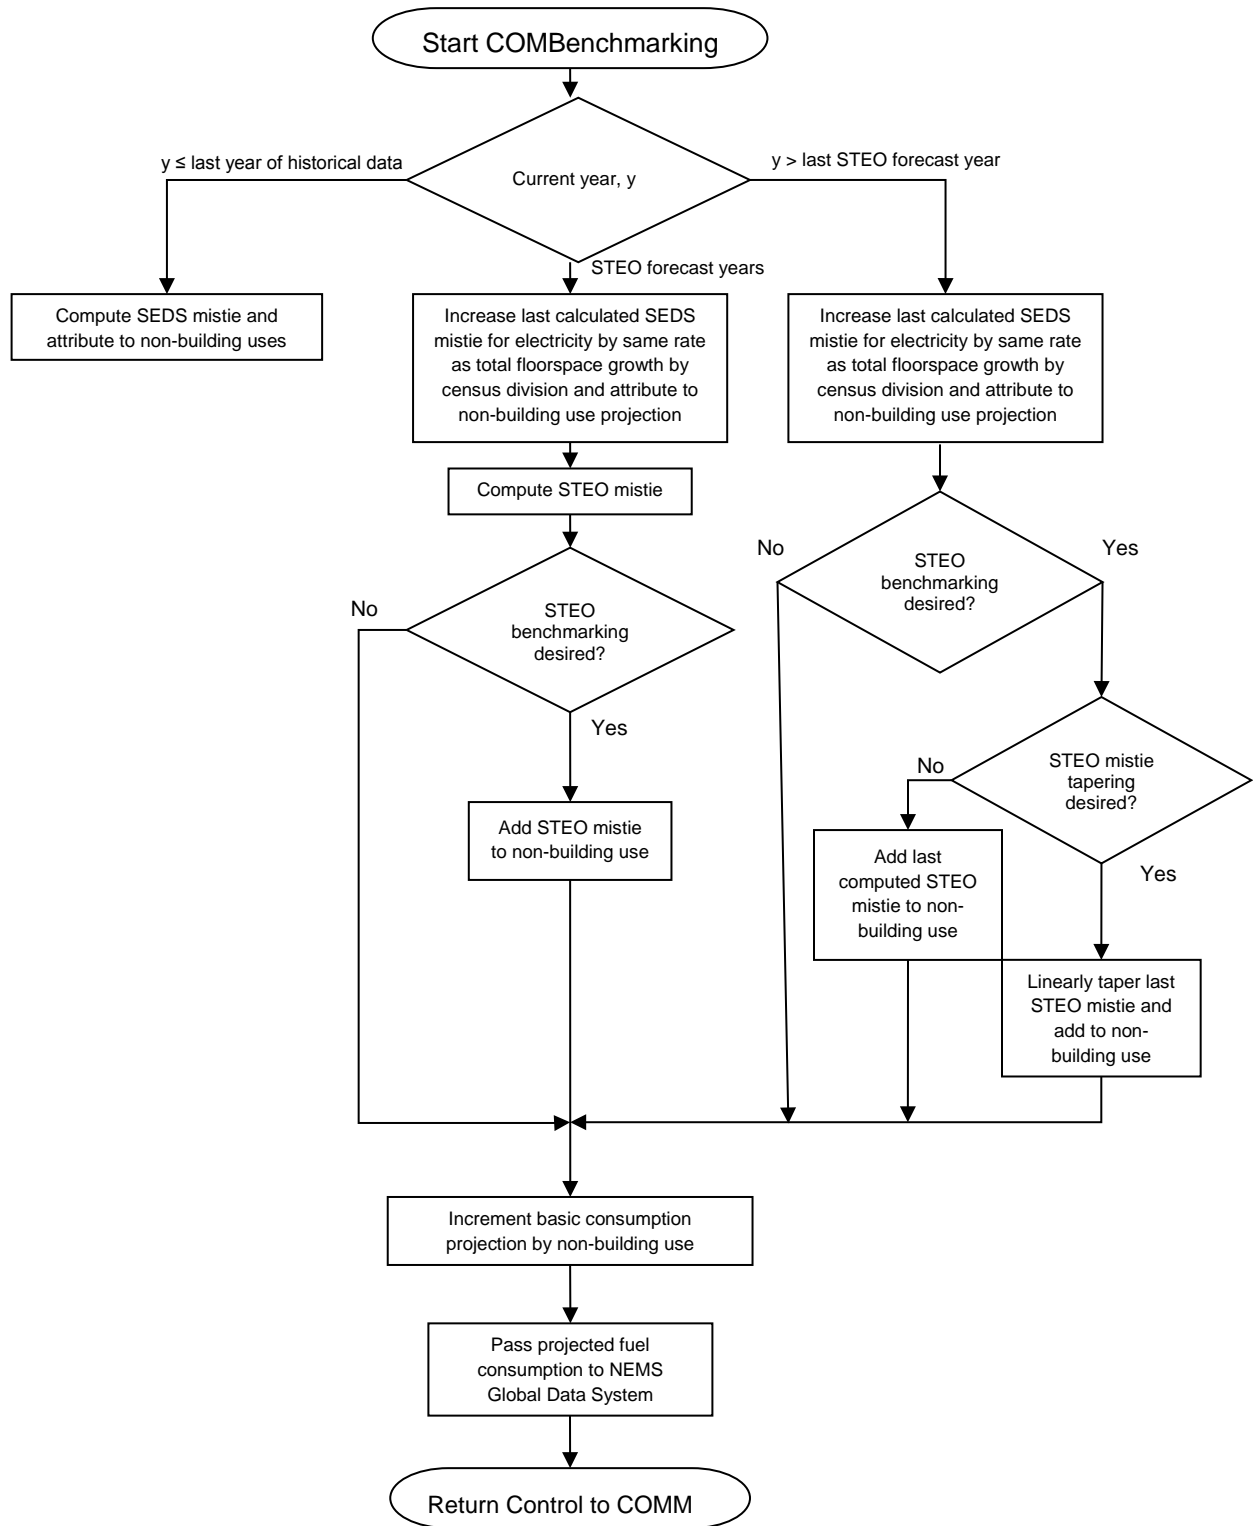 Start COMBenchmarking
y ≤ last year of historical data
Current year, y
y > last STEO forecast year
STEO forecast years
Compute SEDS mistie and
attribute to non-building uses
Increase last calculated SEDS
mistie for electricity by same rate
as total floorspace growth by
census division and attribute to
non-building use projection
Increase last calculated SEDS
mistie for electricity by same rate
as total floorspace growth by
census division and attribute to
non-building use projection
Compute STEO mistie
No
STEO
benchmarking
desired?
Yes
No
STEO
benchmarking
desired?
Yes
Add STEO mistie
to non-building use
No
STEO mistie
tapering
desired?
Yes
Add last
computed STEO
mistie to non-
building use
Linearly taper last
STEO mistie and
add to non-
building use
Increment basic consumption
projection by non-building use
Pass projected fuel
consumption to NEMS
Global Data System
Return Control to COMM